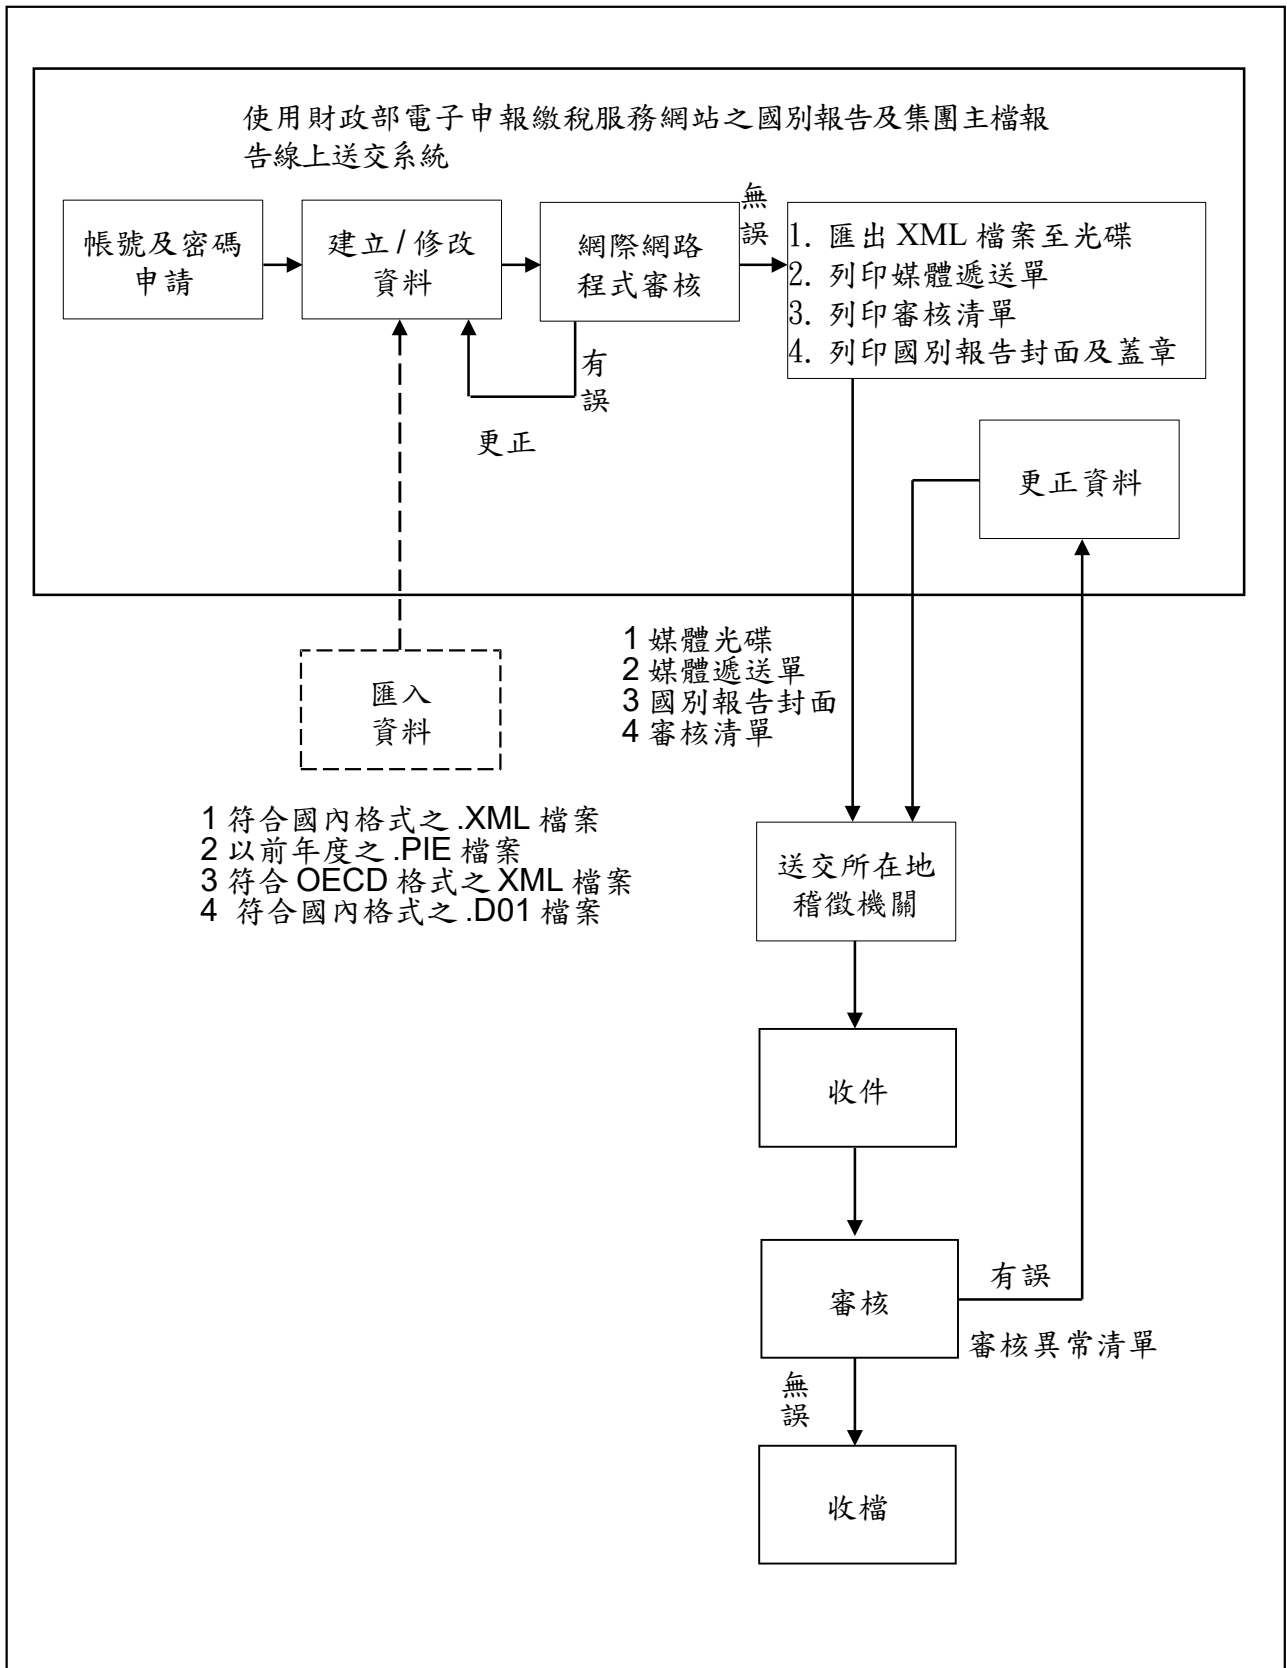 使用財政部電子申報繳稅服務網站之國別報告及集團主檔報
告線上送交系統
帳號及密碼
申請
建立/修改
資料
網際網路
程式審核
無
誤
1. 匯出 XML 檔案至光碟
2. 列印媒體遞送單
3. 列印審核清單
4. 列印國別報告封面及蓋章
有
誤
更正
更正資料
匯入
資料
1 媒體光碟
2 媒體遞送單
3 國別報告封面
4 審核清單
1 符合國內格式之 .XML 檔案
2 以前年度之 .PIE 檔案
3 符合 OECD 格式之 XML 檔案
4 符合國內格式之 .D01 檔案
送交所在地
稽徵機關
收件
審核
有誤
審核異常清單
無
誤
收檔